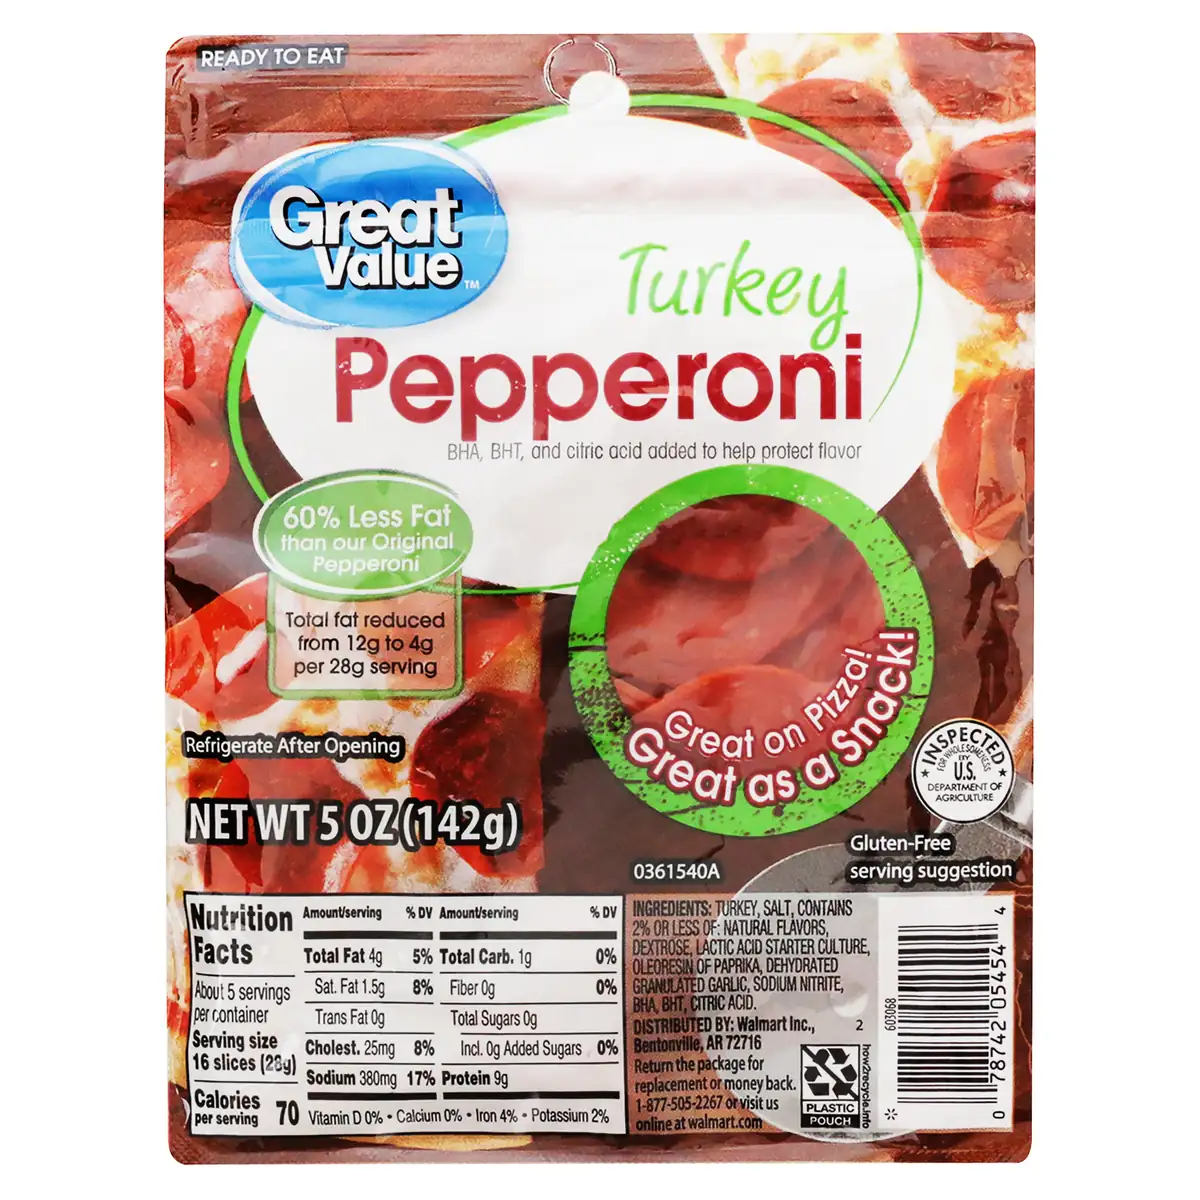 READY TO EAT
Great
Value™
Turkey
Pepperoni
BHA, BHT, and citric acid added to help protect flavor
60% Less Fat
than our Original
Pepperoni
Total fat reduced
from 12g to 4g
per 28g serving
Great on Pizza!
Great as a Snack!
Refrigerate After Opening
NET WT 5 OZ (142g)
INSPECTED
FOR WHOLESOMENESS
BY
U.S.
DEPARTMENT OF
AGRICULTURE
Gluten-Free
serving suggestion
0361540A
Nutrition
Facts
About 5 servings
per container
Serving size
16 slices (28g)
Calories
per serving 70
Amount/serving % DV
Total Fat 4g 5%
Sat. Fat 1.5g 8%
Trans Fat 0g
Cholest. 25mg 8%
Sodium 380mg 17%
Amount/serving % DV
Total Carb. 1g 0%
Fiber 0g 0%
Total Sugars 0g
Incl. 0g Added Sugars 0%
Protein 9g
Vitamin D 0% • Calcium 0% • Iron 4% • Potassium 2%
INGREDIENTS: TURKEY, SALT, CONTAINS
2% OR LESS OF: NATURAL FLAVORS,
DEXTROSE, LACTIC ACID STARTER CULTURE,
OLEORESIN OF PAPRIKA, DEHYDRATED
GRANULATED GARLIC, SODIUM NITRITE,
BHA, BHT, CITRIC ACID.
DISTRIBUTED BY: Walmart Inc., 2
Bentonville, AR 72716
Return the package for
replacement or money back.
1-877-505-2267 or visit us
online at walmart.com
PLASTIC
POUCH
how2recycle.info
603068
0 78742 05454 4